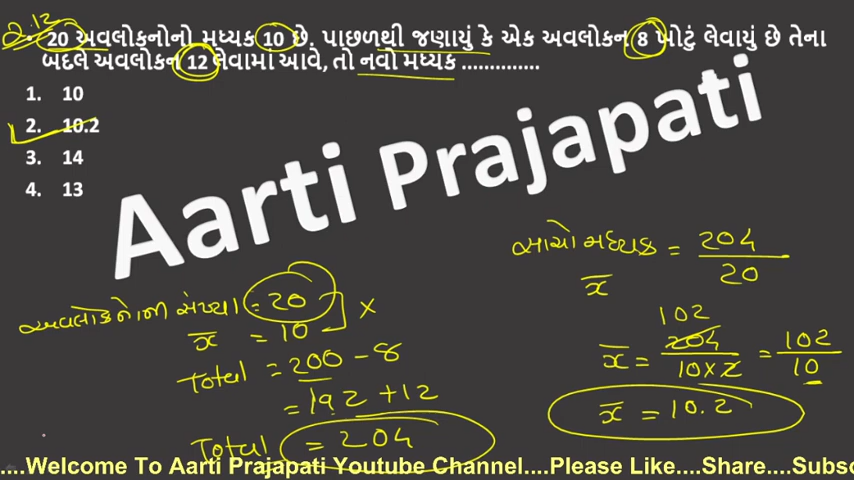 2.12
20 અવલોકનોનો મધ્યક 10 છે. પાછળથી જણાયું કે એક અવલોકન 8 ખોટું લેવાયું છે તેના
બદલે અવલોકન 12 લેવામાં આવે, તો નવો મધ્યક ..............
1. 10
2. 10.2
3. 14
4. 13
Aarti Prajapati
સાચો મધ્યક = 204/20
x̄
અવલોકનોની સંખ્યા = 20
x̄ = 10 ×
Total = 200 - 8
= 192 + 12
Total = 204
102
x̄ = 204/10×2 = 102/10
x̄ = 10.2
....Welcome To Aarti Prajapati Youtube Channel....Please Like....Share....Subsc